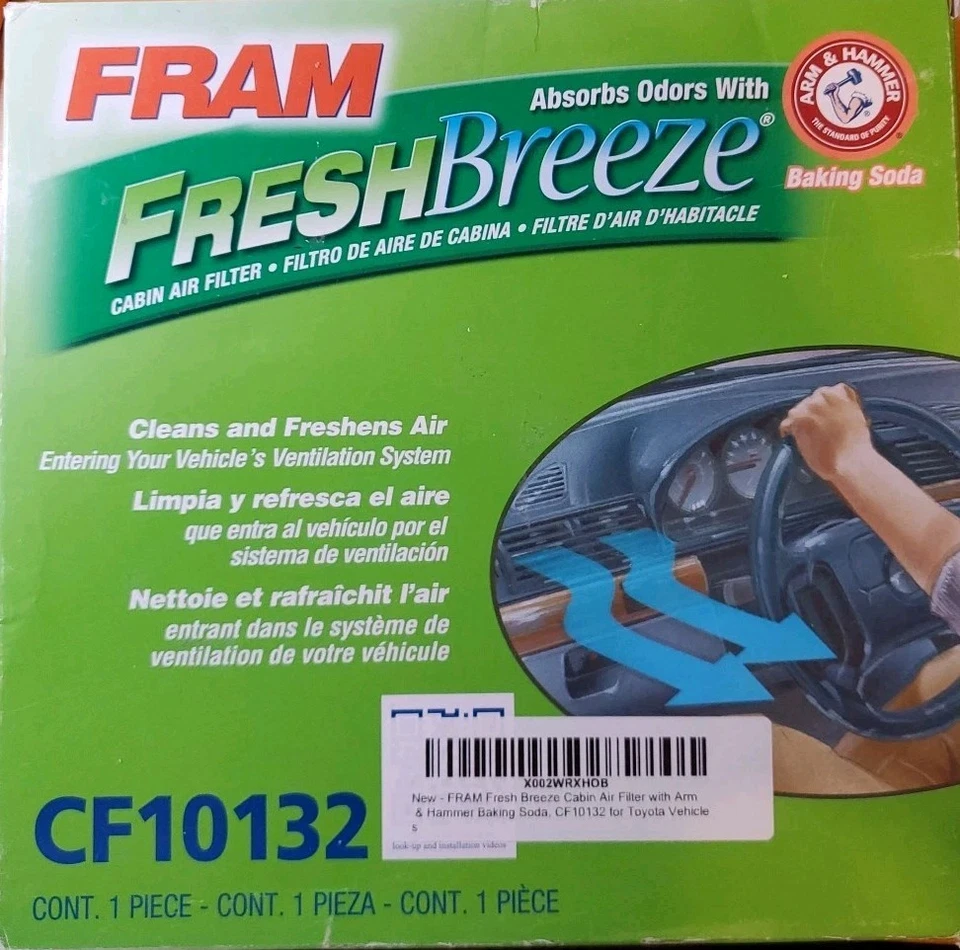 FRAM
Absorbs Odors With
ARM & HAMMER
THE STANDARD OF PURITY
Baking Soda
FRESHBreeze®
CABIN AIR FILTER • FILTRO DE AIRE DE CABINA • FILTRE D'AIR D'HABITACLE
Cleans and Freshens Air
Entering Your Vehicle's Ventilation System
Limpia y refresca el aire
que entra al vehículo por el
sistema de ventilación
Nettoie et rafraîchit l'air
entrant dans le système de
ventilation de votre véhicule
X002WRXHOB
New - FRAM Fresh Breeze Cabin Air Filter with Arm
& Hammer Baking Soda, CF10132 for Toyota Vehicle
s
look-up and installation videos
CF10132
CONT. 1 PIECE - CONT. 1 PIEZA - CONT. 1 PIÈCE